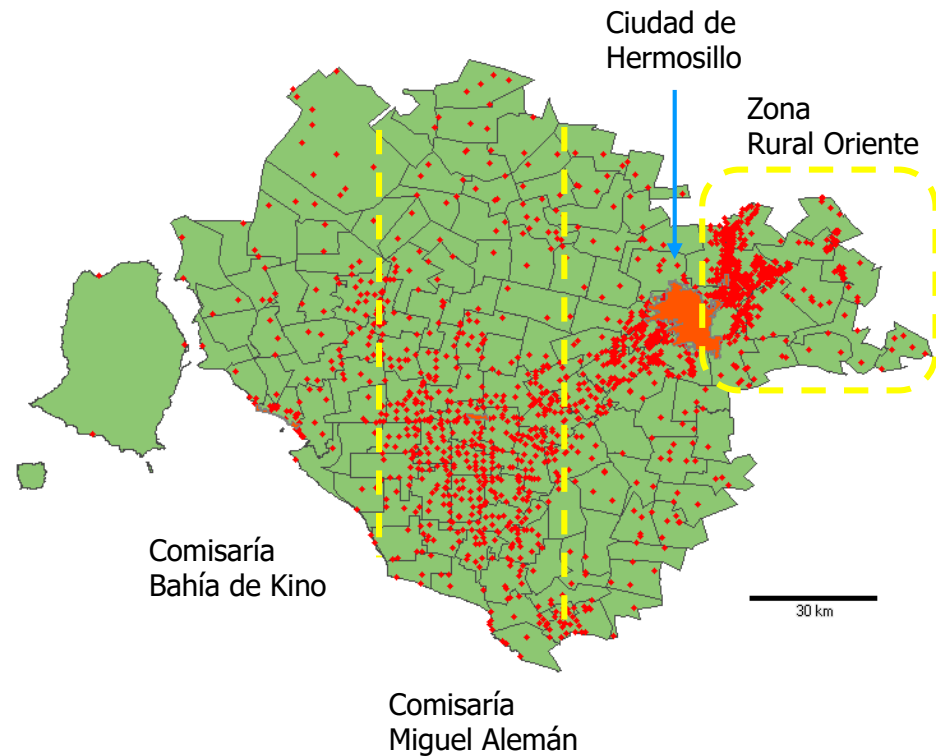 Ciudad de
Hermosillo
Zona
Rural Oriente
Comisaría
Bahía de Kino
30 km
Comisaría
Miguel Alemán